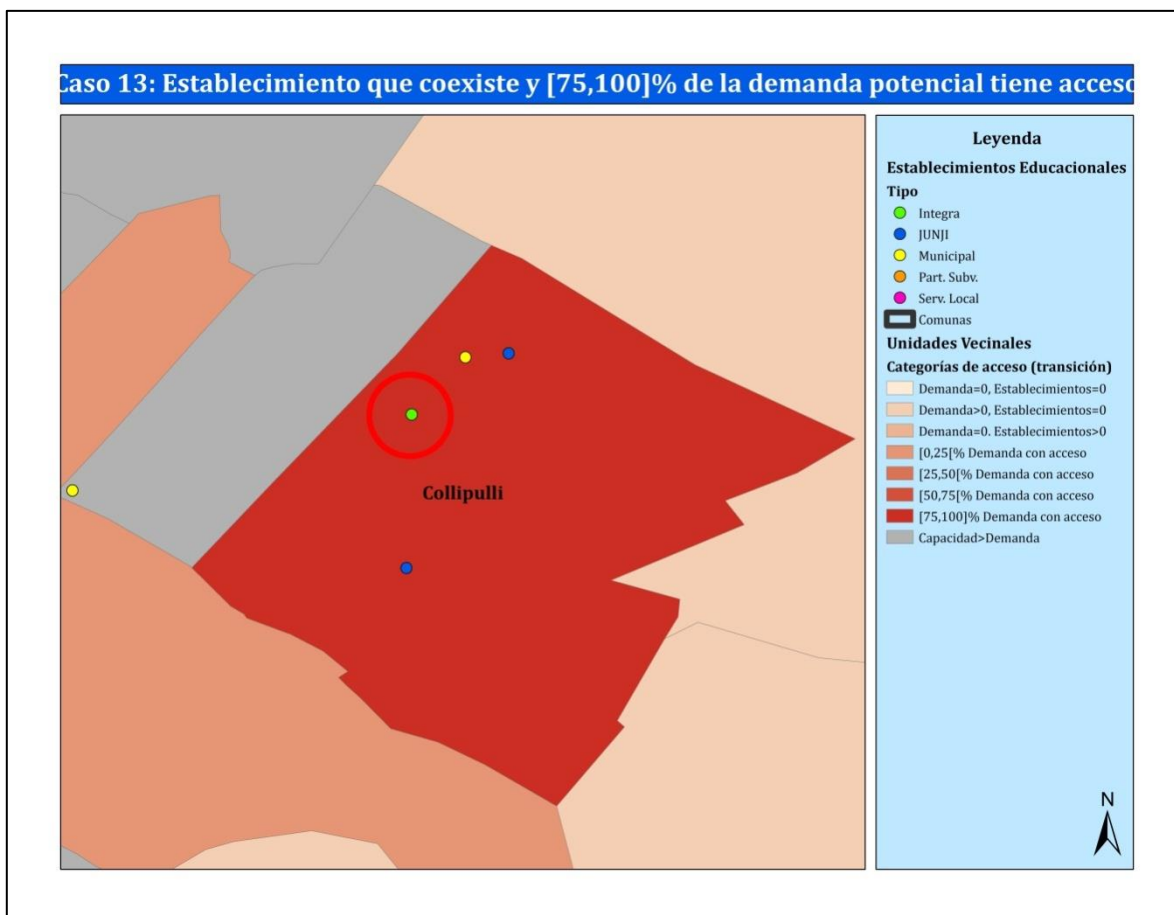 Caso 13: Establecimiento que coexiste y [75,100]% de la demanda potencial tiene acceso
Collipulli
Leyenda
Establecimientos Educacionales
Tipo
Integra
JUNJI
Municipal
Part. Subv.
Serv. Local
Comunas
Unidades Vecinales
Categorías de acceso (transición)
Demanda=0, Establecimientos=0
Demanda>0, Establecimientos=0
Demanda=0. Establecimientos>0
[0,25[% Demanda con acceso
[25,50[% Demanda con acceso
[50,75[% Demanda con acceso
[75,100]% Demanda con acceso
Capacidad>Demanda
N